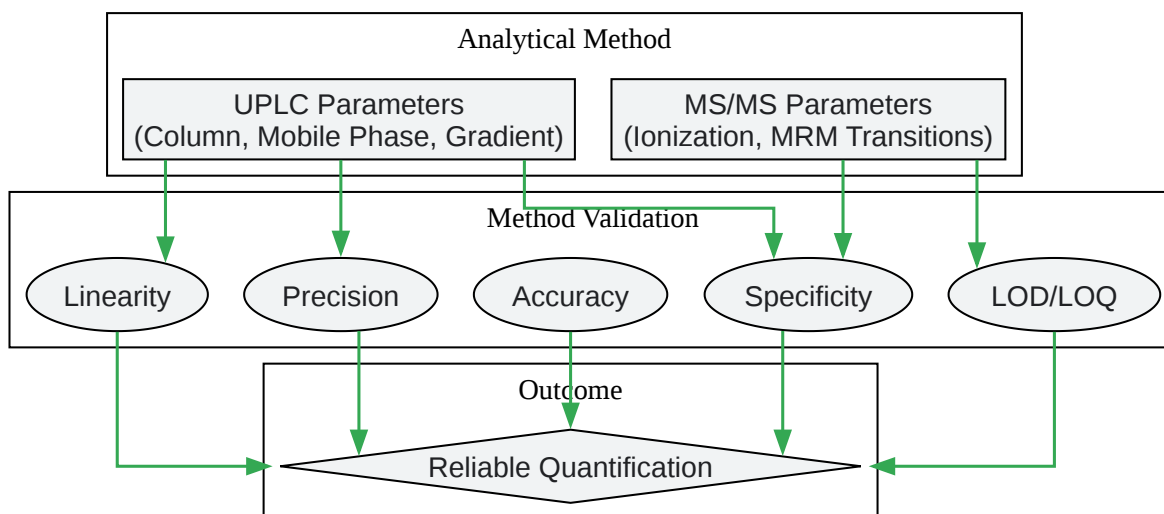 Analytical Method
UPLC Parameters
(Column, Mobile Phase, Gradient)
MS/MS Parameters
(Ionization, MRM Transitions)
Method Validation
Linearity
Precision
Accuracy
Specificity
LOD/LOQ
Outcome
Reliable Quantification